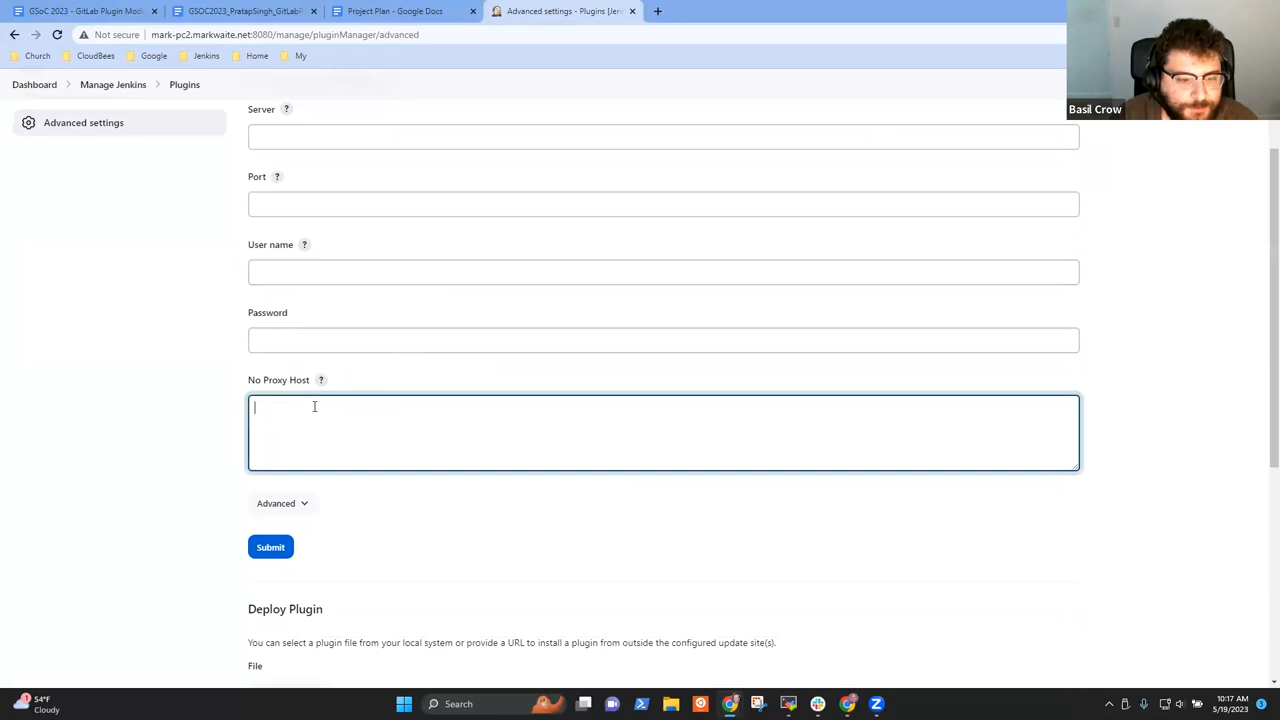 GSoC 2023 - GitLab Plugin Mod
GSOC2023_PratapSingh_GitLabP
Project Plan - Google Docs
Advanced settings - Plugins [Jen
Not secure
mark-pc2.markwaite.net:8080/manage/pluginManager/advanced
Church
CloudBees
Google
Jenkins
Home
My
Basil Crow
Dashboard
Manage Jenkins
Plugins
Advanced settings
Server ?
Port ?
User name ?
Password
No Proxy Host ?
Advanced
Submit
Deploy Plugin
You can select a plugin file from your local system or provide a URL to install a plugin from outside the configured update site(s).
File
54°F
Cloudy
Search
10:17 AM
5/19/2023
3